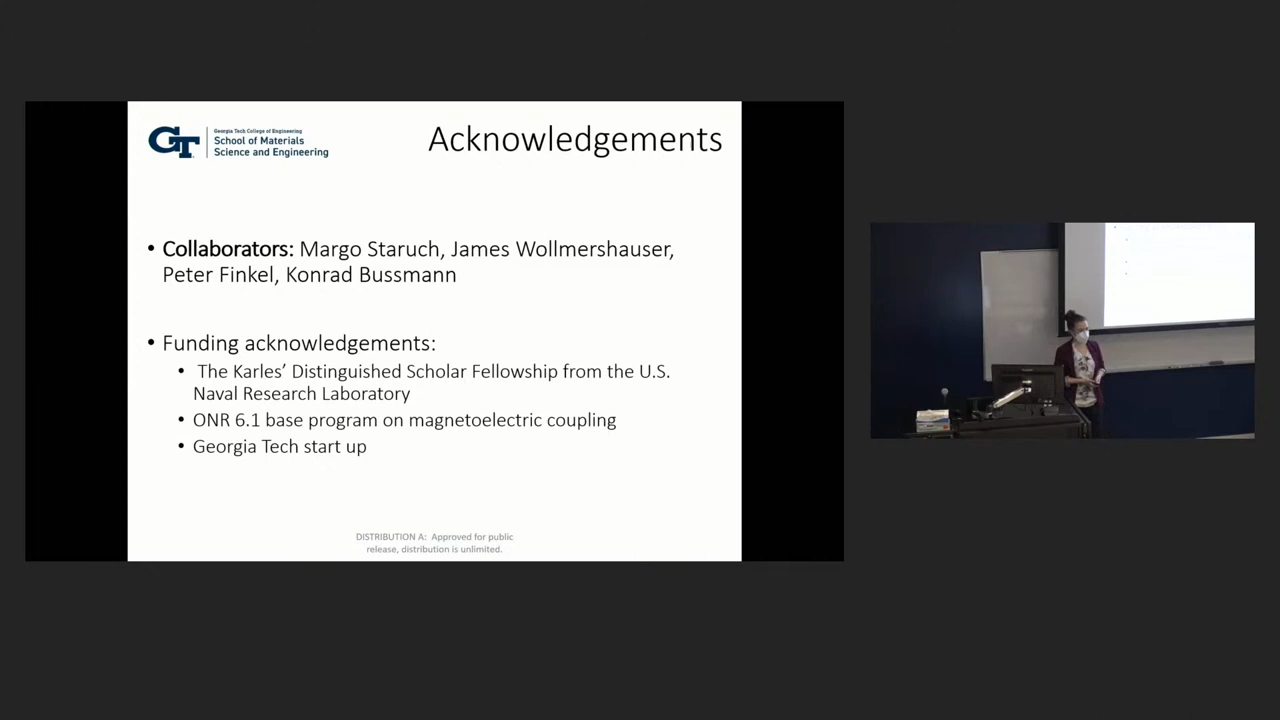 GT
Georgia Tech College of Engineering
School of Materials
Science and Engineering
Acknowledgements
• Collaborators: Margo Staruch, James Wollmershauser,
Peter Finkel, Konrad Bussmann
• Funding acknowledgements:
• The Karles’ Distinguished Scholar Fellowship from the U.S.
Naval Research Laboratory
• ONR 6.1 base program on magnetoelectric coupling
• Georgia Tech start up
DISTRIBUTION A: Approved for public
release, distribution is unlimited.